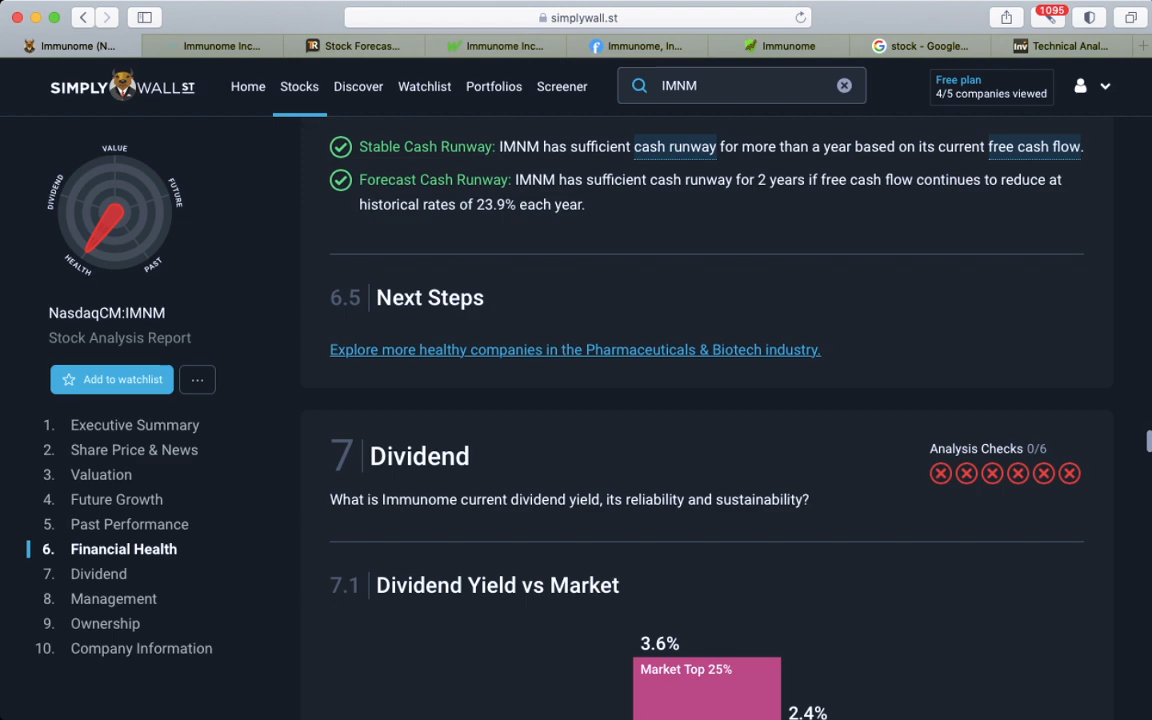 simplywall.st
1095
Immunome (N...
Immunome Inc...
Stock Forecas...
Immunome Inc...
Immunome, In...
Immunome
stock - Google...
Technical Anal...
SIMPLY WALL ST
Home
Stocks
Discover
Watchlist
Portfolios
Screener
IMNM
Free plan
4/5 companies viewed
VALUE
FUTURE
PAST
HEALTH
DIVIDEND
NasdaqCM:IMNM
Stock Analysis Report
Add to watchlist
...
1. Executive Summary
2. Share Price & News
3. Valuation
4. Future Growth
5. Past Performance
6. Financial Health
7. Dividend
8. Management
9. Ownership
10. Company Information
Stable Cash Runway: IMNM has sufficient cash runway for more than a year based on its current free cash flow.
Forecast Cash Runway: IMNM has sufficient cash runway for 2 years if free cash flow continues to reduce at
historical rates of 23.9% each year.
6.5 Next Steps
Explore more healthy companies in the Pharmaceuticals & Biotech industry.
7 Dividend
Analysis Checks 0/6
What is Immunome current dividend yield, its reliability and sustainability?
7.1 Dividend Yield vs Market
3.6%
Market Top 25%
2.4%